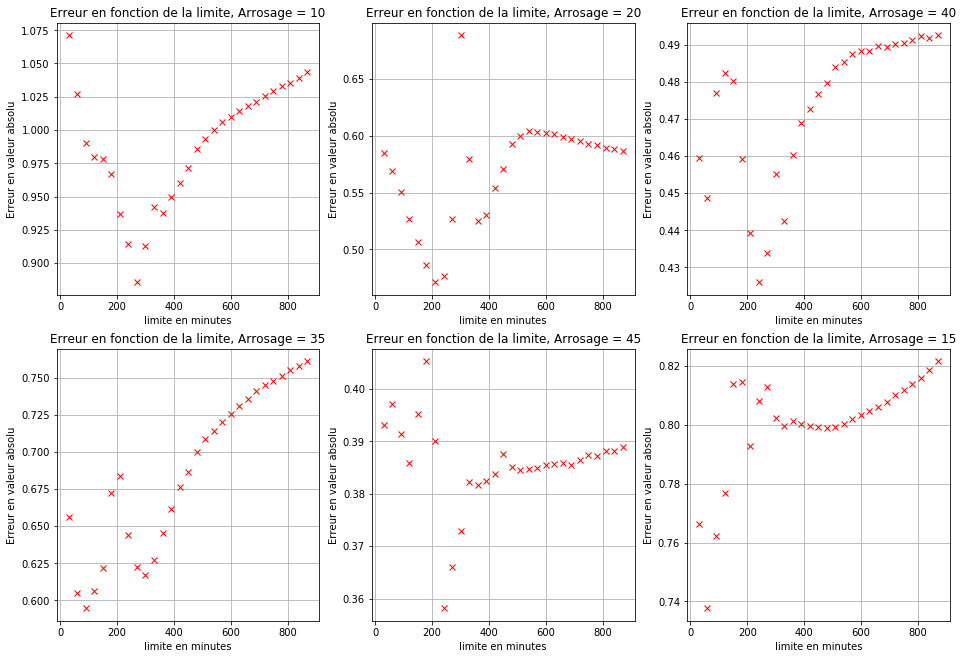 Erreur en fonction de la limite, Arrosage = 10
1.075
1.050
1.025
1.000
0.975
0.950
0.925
0.900
Erreur en valeur absolu
0 200 400 600 800
limite en minutes
Erreur en fonction de la limite, Arrosage = 20
0.65
0.60
0.55
0.50
Erreur en valeur absolu
0 200 400 600 800
limite en minutes
Erreur en fonction de la limite, Arrosage = 40
0.49
0.48
0.47
0.46
0.45
0.44
0.43
Erreur en valeur absolu
0 200 400 600 800
limite en minutes
Erreur en fonction de la limite, Arrosage = 35
0.750
0.725
0.700
0.675
0.650
0.625
0.600
Erreur en valeur absolu
0 200 400 600 800
limite en minutes
Erreur en fonction de la limite, Arrosage = 45
0.40
0.39
0.38
0.37
0.36
Erreur en valeur absolu
0 200 400 600 800
limite en minutes
Erreur en fonction de la limite, Arrosage = 15
0.82
0.80
0.78
0.76
0.74
Erreur en valeur absolu
0 200 400 600 800
limite en minutes